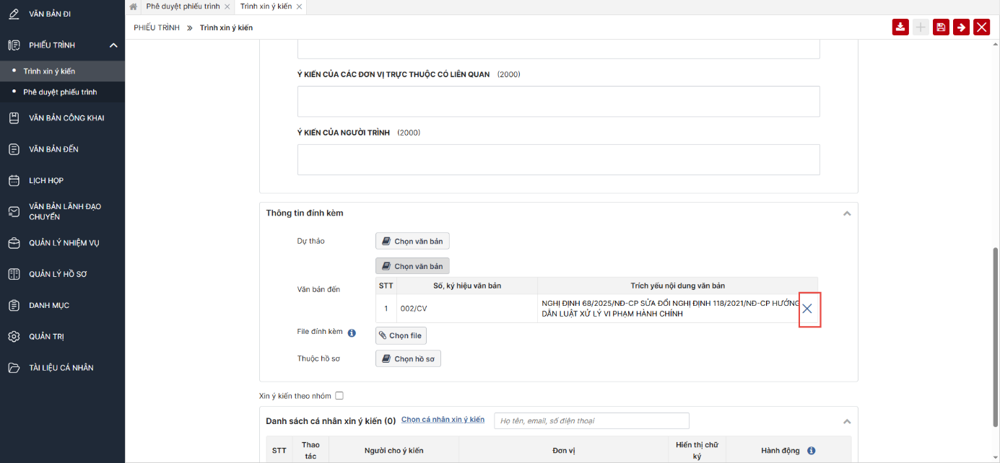 VĂN BẢN ĐI
PHIẾU TRÌNH
Trình xin ý kiến
Phê duyệt phiếu trình
VĂN BẢN CÔNG KHAI
VĂN BẢN ĐẾN
LỊCH HỌP
VĂN BẢN LÃNH ĐẠO
CHUYỂN
QUẢN LÝ NHIỆM VỤ
QUẢN LÝ HỒ SƠ
DANH MỤC
QUẢN TRỊ
TÀI LIỆU CÁ NHÂN
Phê duyệt phiếu trình
Trình xin ý kiến
PHIẾU TRÌNH » Trình xin ý kiến
Ý KIẾN CỦA CÁC ĐƠN VỊ TRỰC THUỘC CÓ LIÊN QUAN (2000)
Ý KIẾN CỦA NGƯỜI TRÌNH (2000)
Thông tin đính kèm
Dự thảo
Chọn văn bản
Chọn văn bản
Văn bản đến
STT Số, ký hiệu văn bản Trích yếu nội dung văn bản
1 002/CV NGHỊ ĐỊNH 68/2025/NĐ-CP SỬA ĐỔI NGHỊ ĐỊNH 118/2021/NĐ-CP HƯỚNG
DẪN LUẬT XỬ LÝ VI PHẠM HÀNH CHÍNH
File đính kèm Chọn file
Thuộc hồ sơ Chọn hồ sơ
Xin ý kiến theo nhóm
Danh sách cá nhân xin ý kiến (0) Chọn cá nhân xin ý kiến Họ tên, email, số điện thoại
STT Thao tác Người cho ý kiến Đơn vị Hiển thị chữ ký Hành động